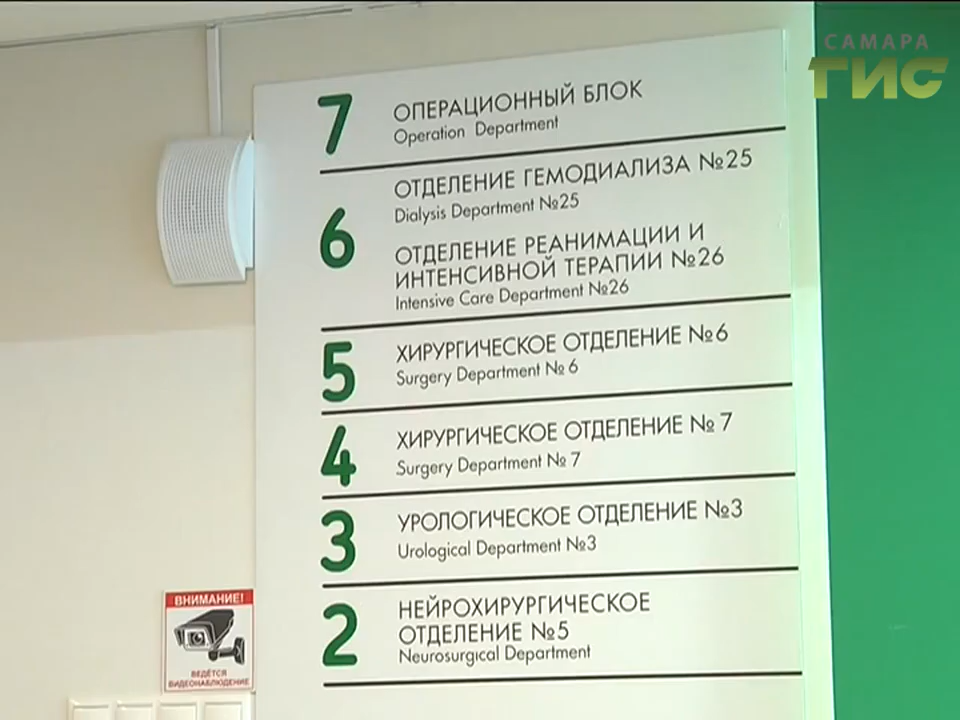 САМАРА
ГИС
7
ОПЕРАЦИОННЫЙ БЛОК
Operation Department
6
ОТДЕЛЕНИЕ ГЕМОДИАЛИЗА №25
Dialysis Department №25
ОТДЕЛЕНИЕ РЕАНИМАЦИИ И
ИНТЕНСИВНОЙ ТЕРАПИИ №26
Intensive Care Department №26
5
ХИРУРГИЧЕСКОЕ ОТДЕЛЕНИЕ №6
Surgery Department № 6
4
ХИРУРГИЧЕСКОЕ ОТДЕЛЕНИЕ № 7
Surgery Department № 7
3
УРОЛОГИЧЕСКОЕ ОТДЕЛЕНИЕ №3
Urological Department №3
2
НЕЙРОХИРУРГИЧЕСКОЕ
ОТДЕЛЕНИЕ №5
Neurosurgical Department
ВНИМАНИЕ!
ВЕДЁТСЯ
ВИДЕОНАБЛЮДЕНИЕ